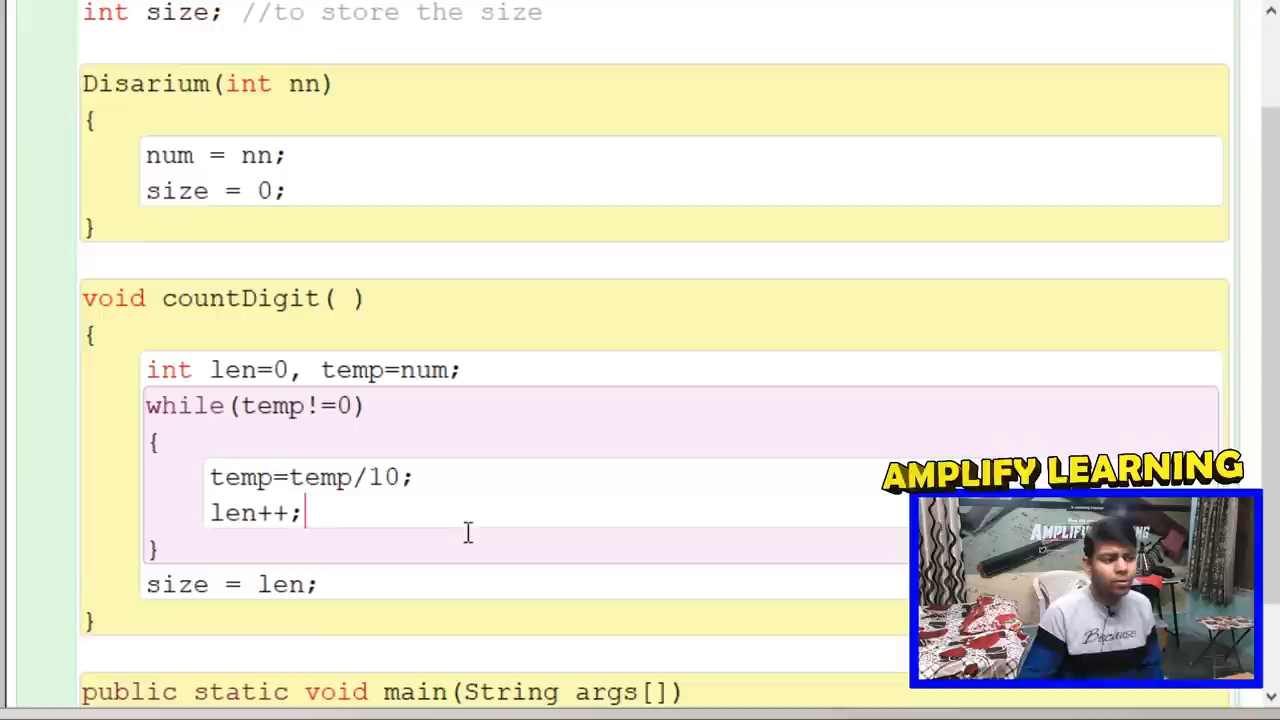 int size; //to store the size
Disarium(int nn)
{
num = nn;
size = 0;
}
void countDigit( )
{
int len=0, temp=num;
while(temp!=0)
{
temp=temp/10;
len++;
}
size = len;
}
public static void main(String args[])
AMPLIFY LEARNING
Because